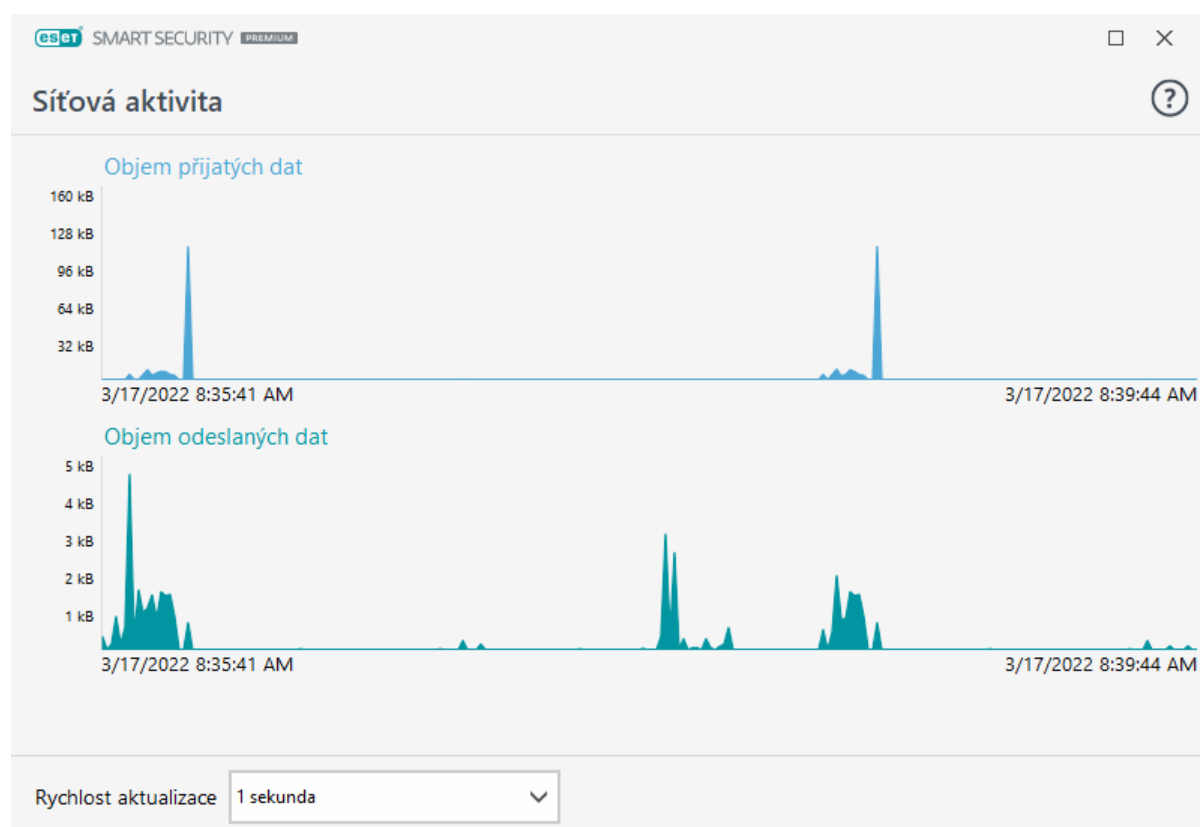 eseT SMART SECURITY PREMIUM
Síťová aktivita
?
Objem přijatých dat
160 kB
128 kB
96 kB
64 kB
32 kB
3/17/2022 8:35:41 AM 3/17/2022 8:39:44 AM
Objem odeslaných dat
5 kB
4 kB
3 kB
2 kB
1 kB
3/17/2022 8:35:41 AM 3/17/2022 8:39:44 AM
Rychlost aktualizace 1 sekunda